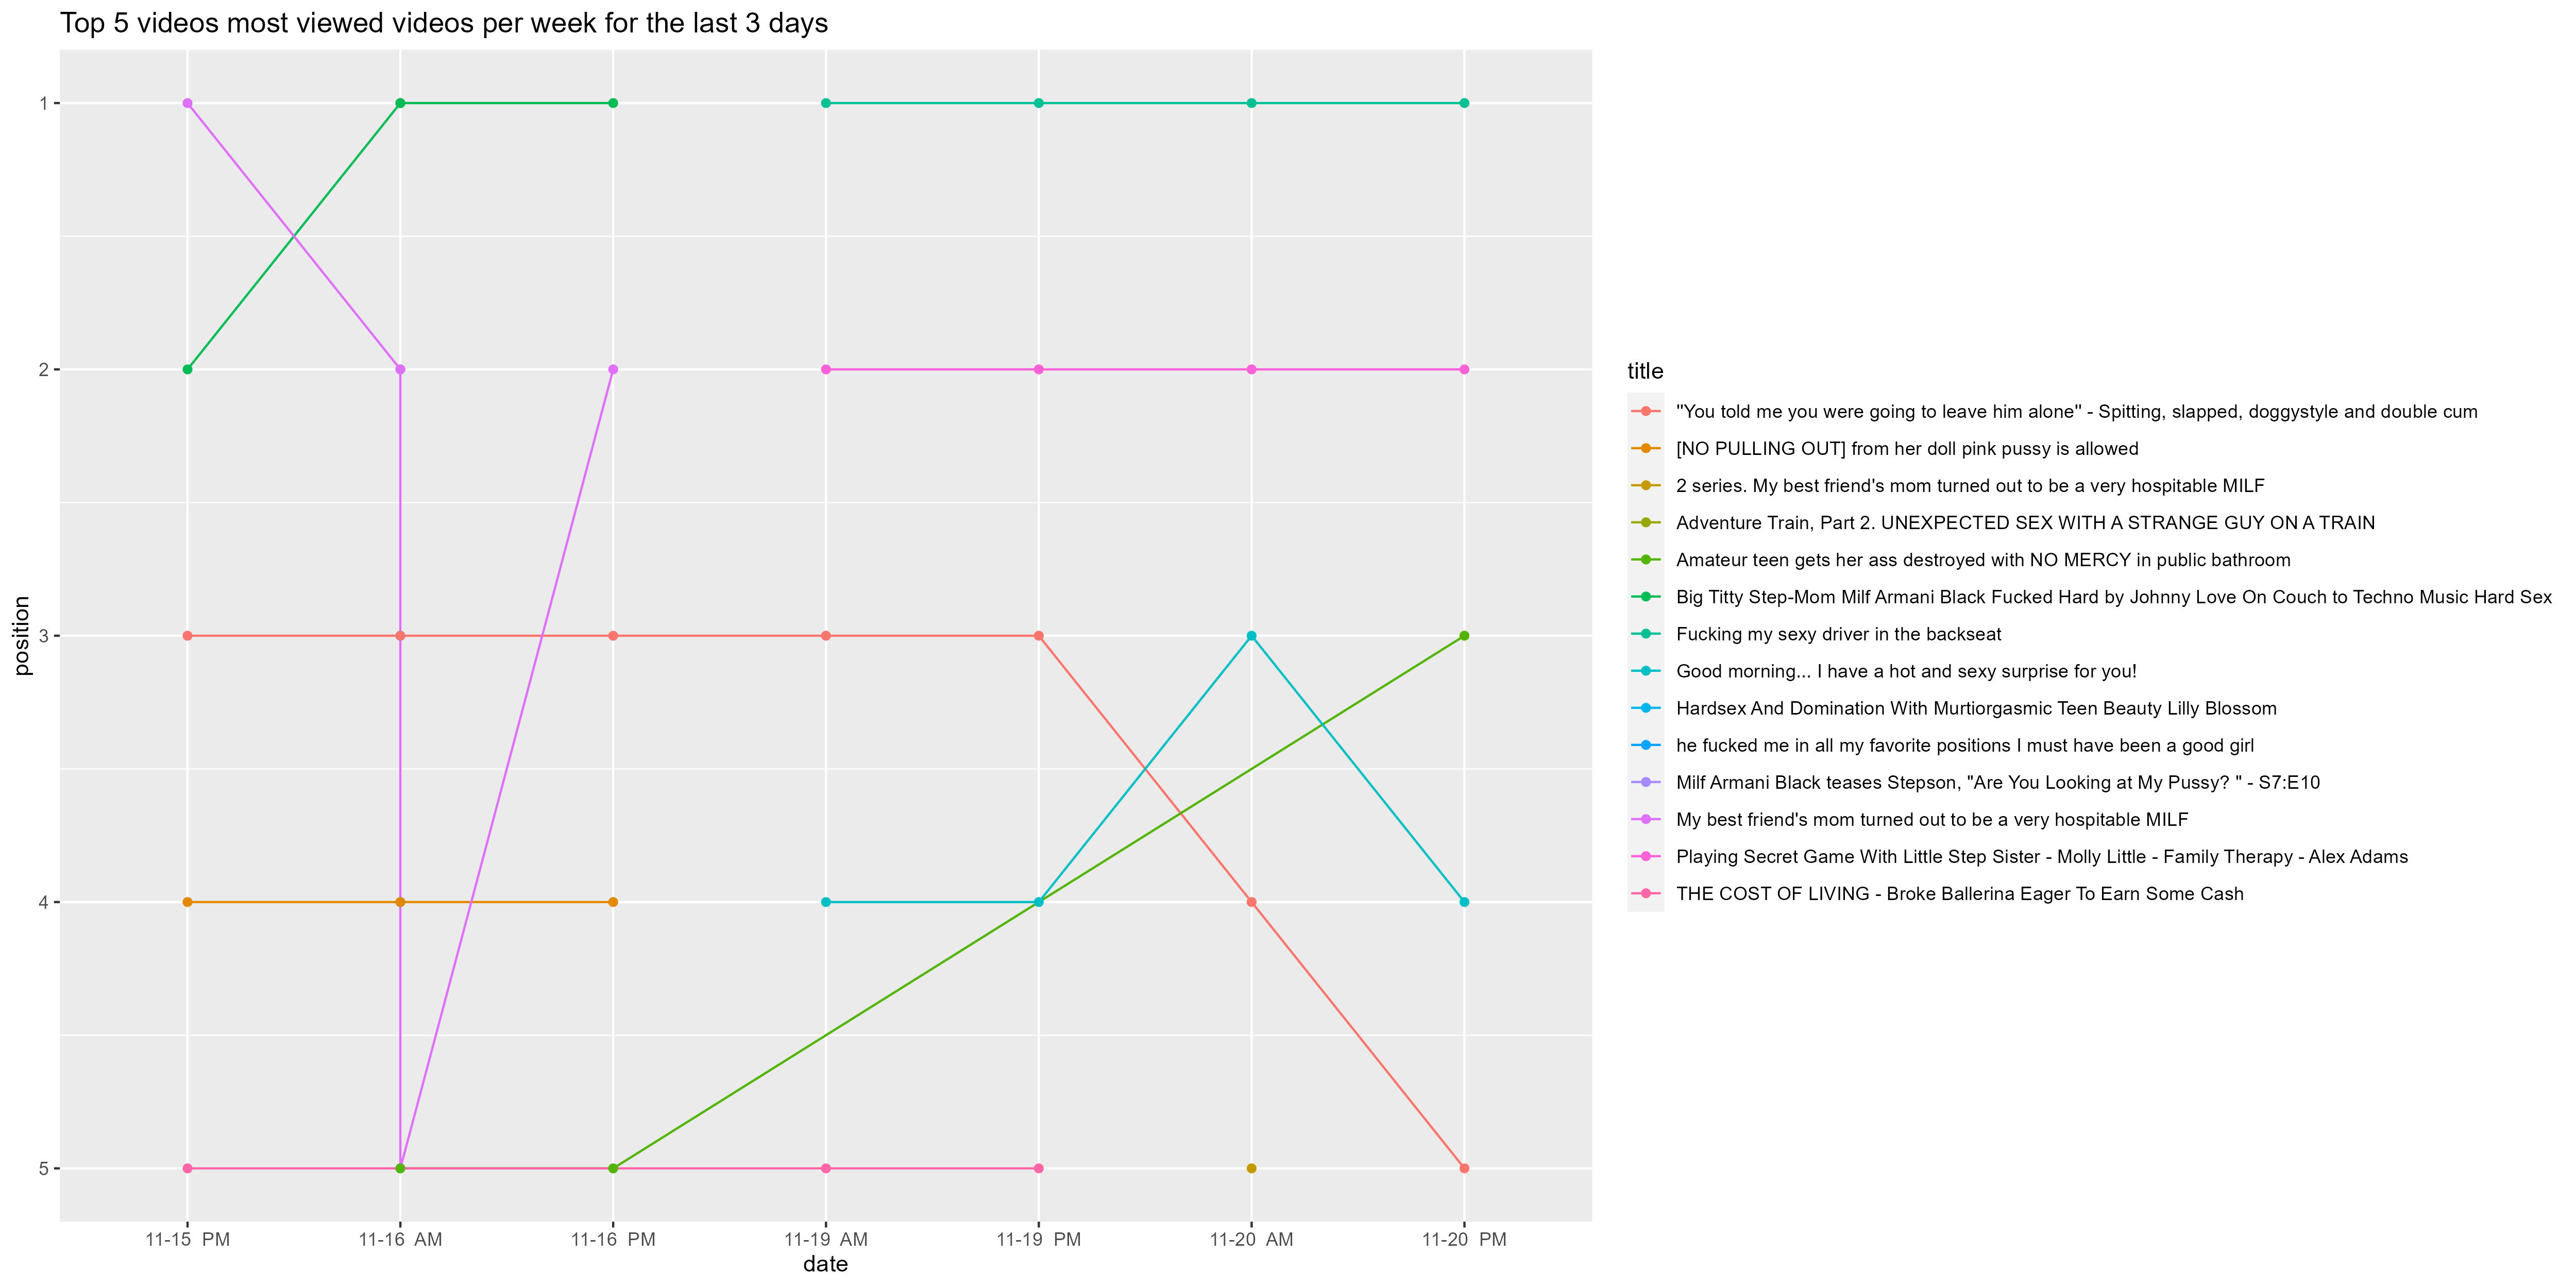 Top 5 videos most viewed videos per week for the last 3 days
position
1
2
3
4
5
11-15 PM
11-16 AM
11-16 PM
11-19 AM
11-19 PM
11-20 AM
11-20 PM
date
title
"You told me you were going to leave him alone" - Spitting, slapped, doggystyle and double cum
[NO PULLING OUT] from her doll pink pussy is allowed
2 series. My best friend's mom turned out to be a very hospitable MILF
Adventure Train, Part 2. UNEXPECTED SEX WITH A STRANGE GUY ON A TRAIN
Amateur teen gets her ass destroyed with NO MERCY in public bathroom
Big Titty Step-Mom Milf Armani Black Fucked Hard by Johnny Love On Couch to Techno Music Hard Sex
Fucking my sexy driver in the backseat
Good morning... I have a hot and sexy surprise for you!
Hardsex And Domination With Murtiorgasmic Teen Beauty Lilly Blossom
he fucked me in all my favorite positions I must have been a good girl
Milf Armani Black teases Stepson, "Are You Looking at My Pussy? " - S7:E10
My best friend's mom turned out to be a very hospitable MILF
Playing Secret Game With Little Step Sister - Molly Little - Family Therapy - Alex Adams
THE COST OF LIVING - Broke Ballerina Eager To Earn Some Cash